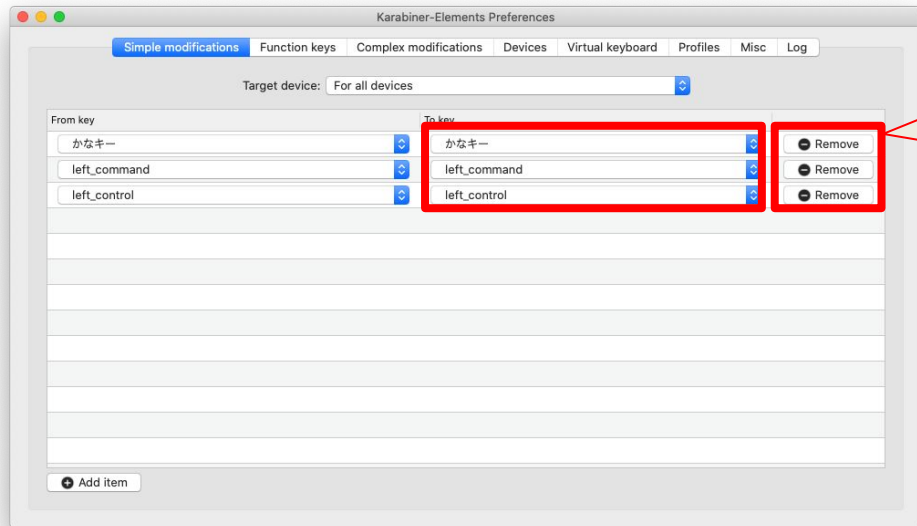 Karabiner-Elements Preferences
Simple modifications Function keys Complex modifications Devices Virtual keyboard Profiles Misc Log
Target device: For all devices
From key To key
かなキー かなキー Remove
left_command left_command Remove
left_control left_control Remove
Add item